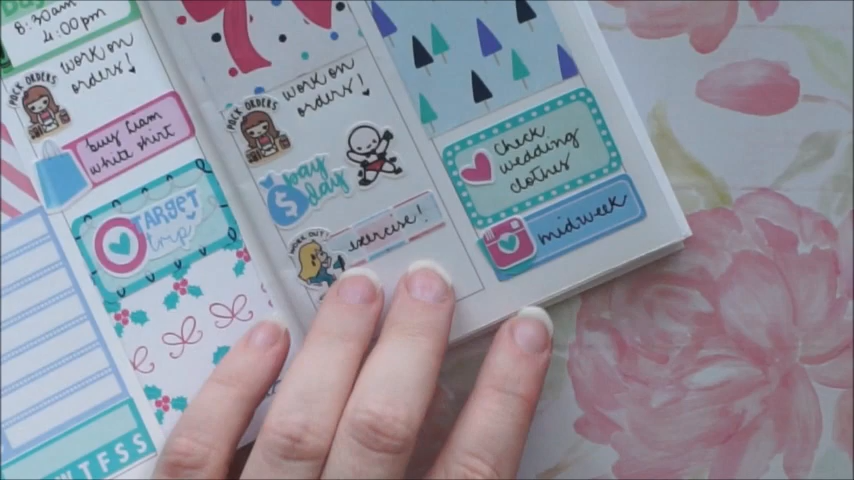 8:30am
4:00pm
PACK ORDERS
work on
orders!
buy liam
white shirt
TARGET
trip
W T F S S
PACK ORDERS
work on
orders!
pay
day
$
WORK OUT
exercise!
check
wedding
clothes
midweek